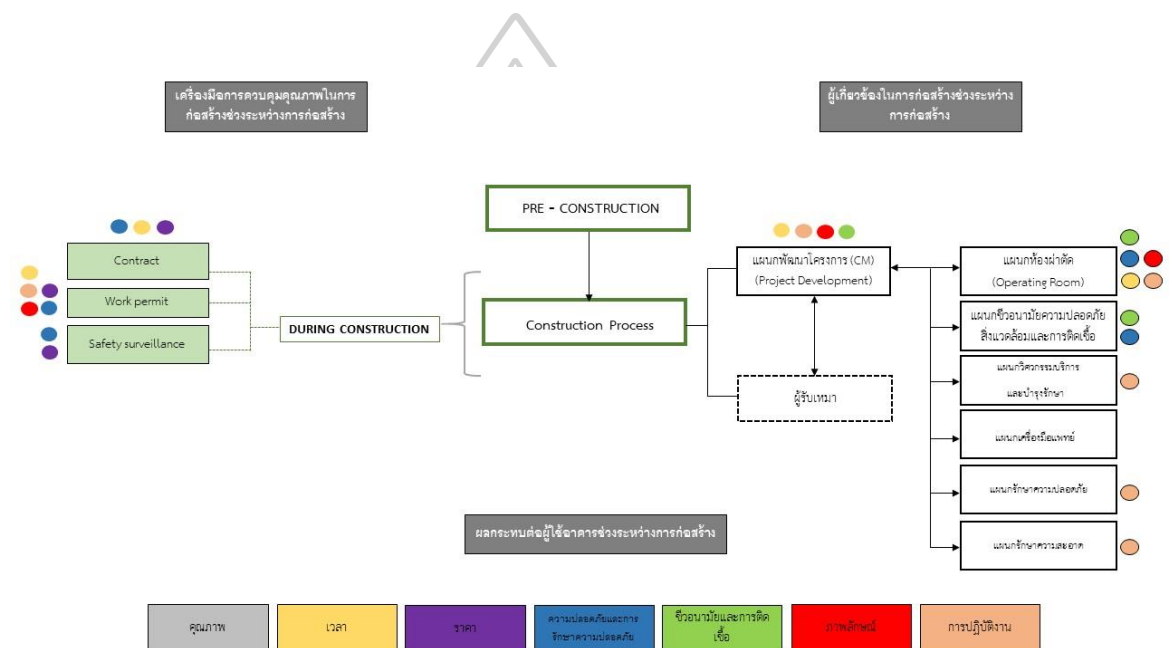 เครื่องมือการควบคุมคุณภาพในการ
ก่อสร้างช่วงระหว่างการก่อสร้าง
ผู้เกี่ยวข้องในการก่อสร้างช่วงระหว่าง
การก่อสร้าง
PRE - CONSTRUCTION
Contract
Work permit
Safety surveillance
DURING CONSTRUCTION
Construction Process
แผนกพัฒนาโครงการ (CM)
(Project Development)
ผู้รับเหมา
แผนกห้องผ่าตัด
(Operating Room)
แผนกชีวอนามัยความปลอดภัย
สิ่งแวดล้อมและการติดเชื้อ
แผนกวิศวกรรมบริการ
และบำรุงรักษา
แผนกเครื่องมือแพทย์
แผนกรักษาความปลอดภัย
แผนกรักษาความสะอาด
ผลกระทบต่อผู้ใช้อาคารช่วงระหว่างการก่อสร้าง
คุณภาพ
เวลา
ราคา
ความปลอดภัยและการ
รักษาความปลอดภัย
ชีวอนามัยและการติด
เชื้อ
ภาพลักษณ์
การปฏิบัติงาน